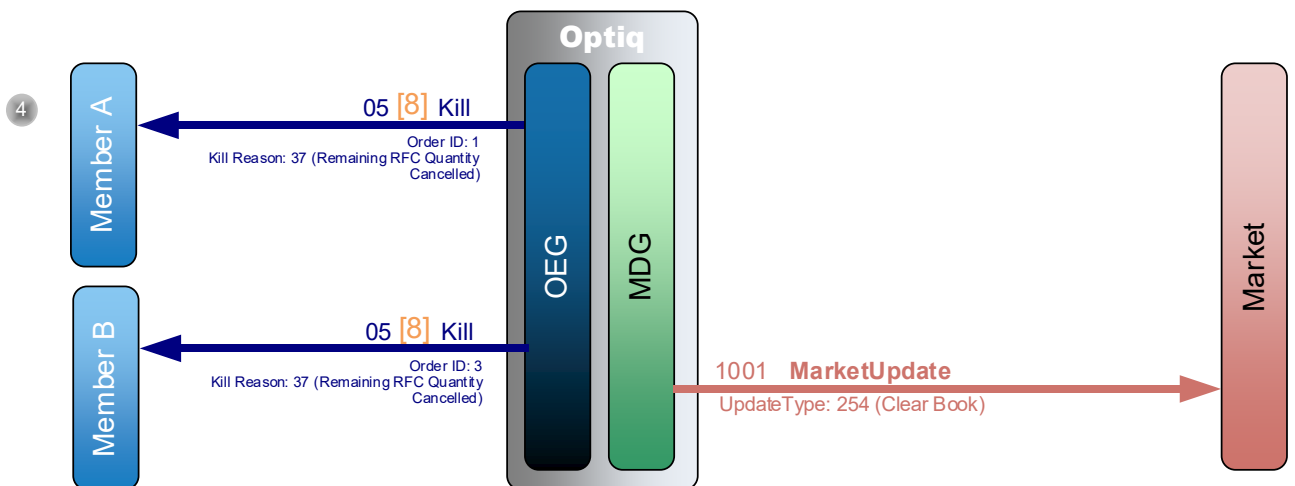 Optiq
4
Member A
05 [8] Kill
Order ID: 1
Kill Reason: 37 (Remaining RFC Quantity
Cancelled)
OEG
MDG
Market
Member B
05 [8] Kill
Order ID: 3
Kill Reason: 37 (Remaining RFC Quantity
Cancelled)
1001 MarketUpdate
UpdateType: 254 (Clear Book)